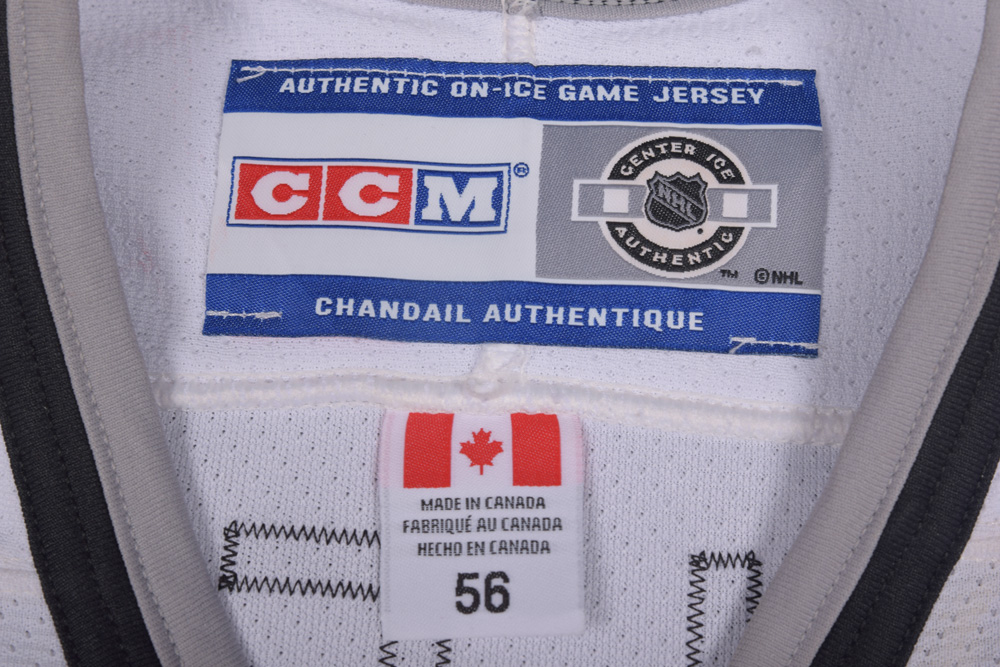 AUTHENTIC ON-ICE GAME JERSEY
CCM®
CENTER ICE
NHL
AUTHENTIC
™ ©NHL
CHANDAIL AUTHENTIQUE
MADE IN CANADA
FABRIQUÉ AU CANADA
HECHO EN CANADA
56